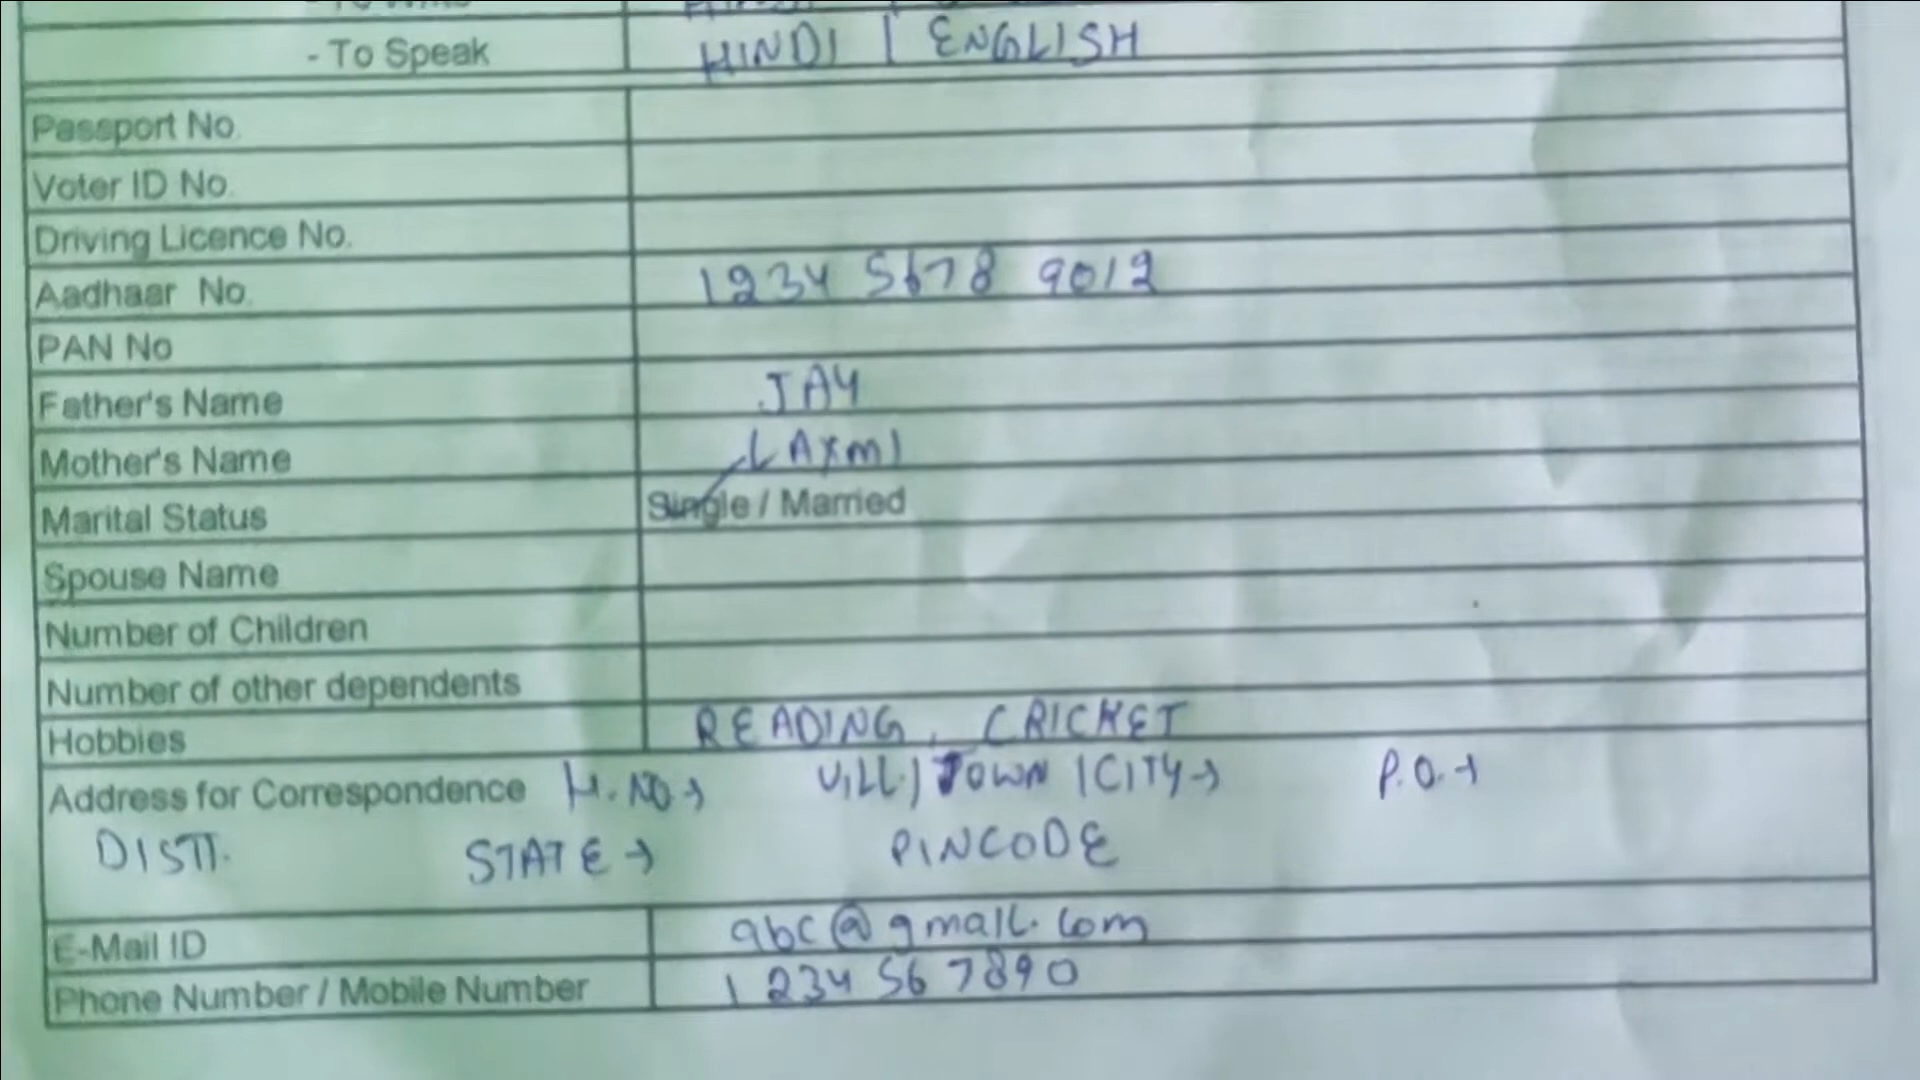 - To Speak HINDI | ENGLISH
Passport No.
Voter ID No.
Driving Licence No.
Aadhaar No. 1234 5678 9012
PAN No
Father's Name JAY
Mother's Name LAXMI
Marital Status Single / Married
Spouse Name
Number of Children
Number of other dependents
Hobbies READING, CRICKET
Address for Correspondence H. NO. → VILL. | TOWN | CITY → P.O. →
DISTT. STATE → PINCODE
E-Mail ID abc@gmail.com
Phone Number / Mobile Number 1234567890